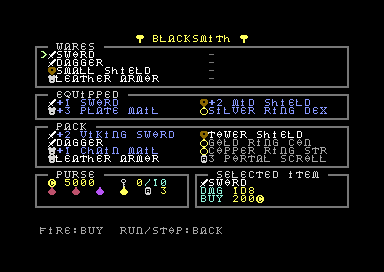 BLACKSMITH
WARES
>SWORD -
DAGGER -
SMALL SHIELD -
LEATHER ARMOR -
EQUIPPED
+1 SWORD +2 MID SHIELD
+3 PLATE MAIL SILVER RING DEX
PACK
+2 VIKING SWORD TOWER SHIELD
DAGGER GOLD RING CON
+1 CHAIN MAIL COPPER RING STR
LEATHER ARMOR 3 PORTAL SCROLL
PURSE
5000 0/10
3
SELECTED ITEM
SWORD
DMG 1D8
BUY 200
FIRE:BUY RUN/STOP:BACK